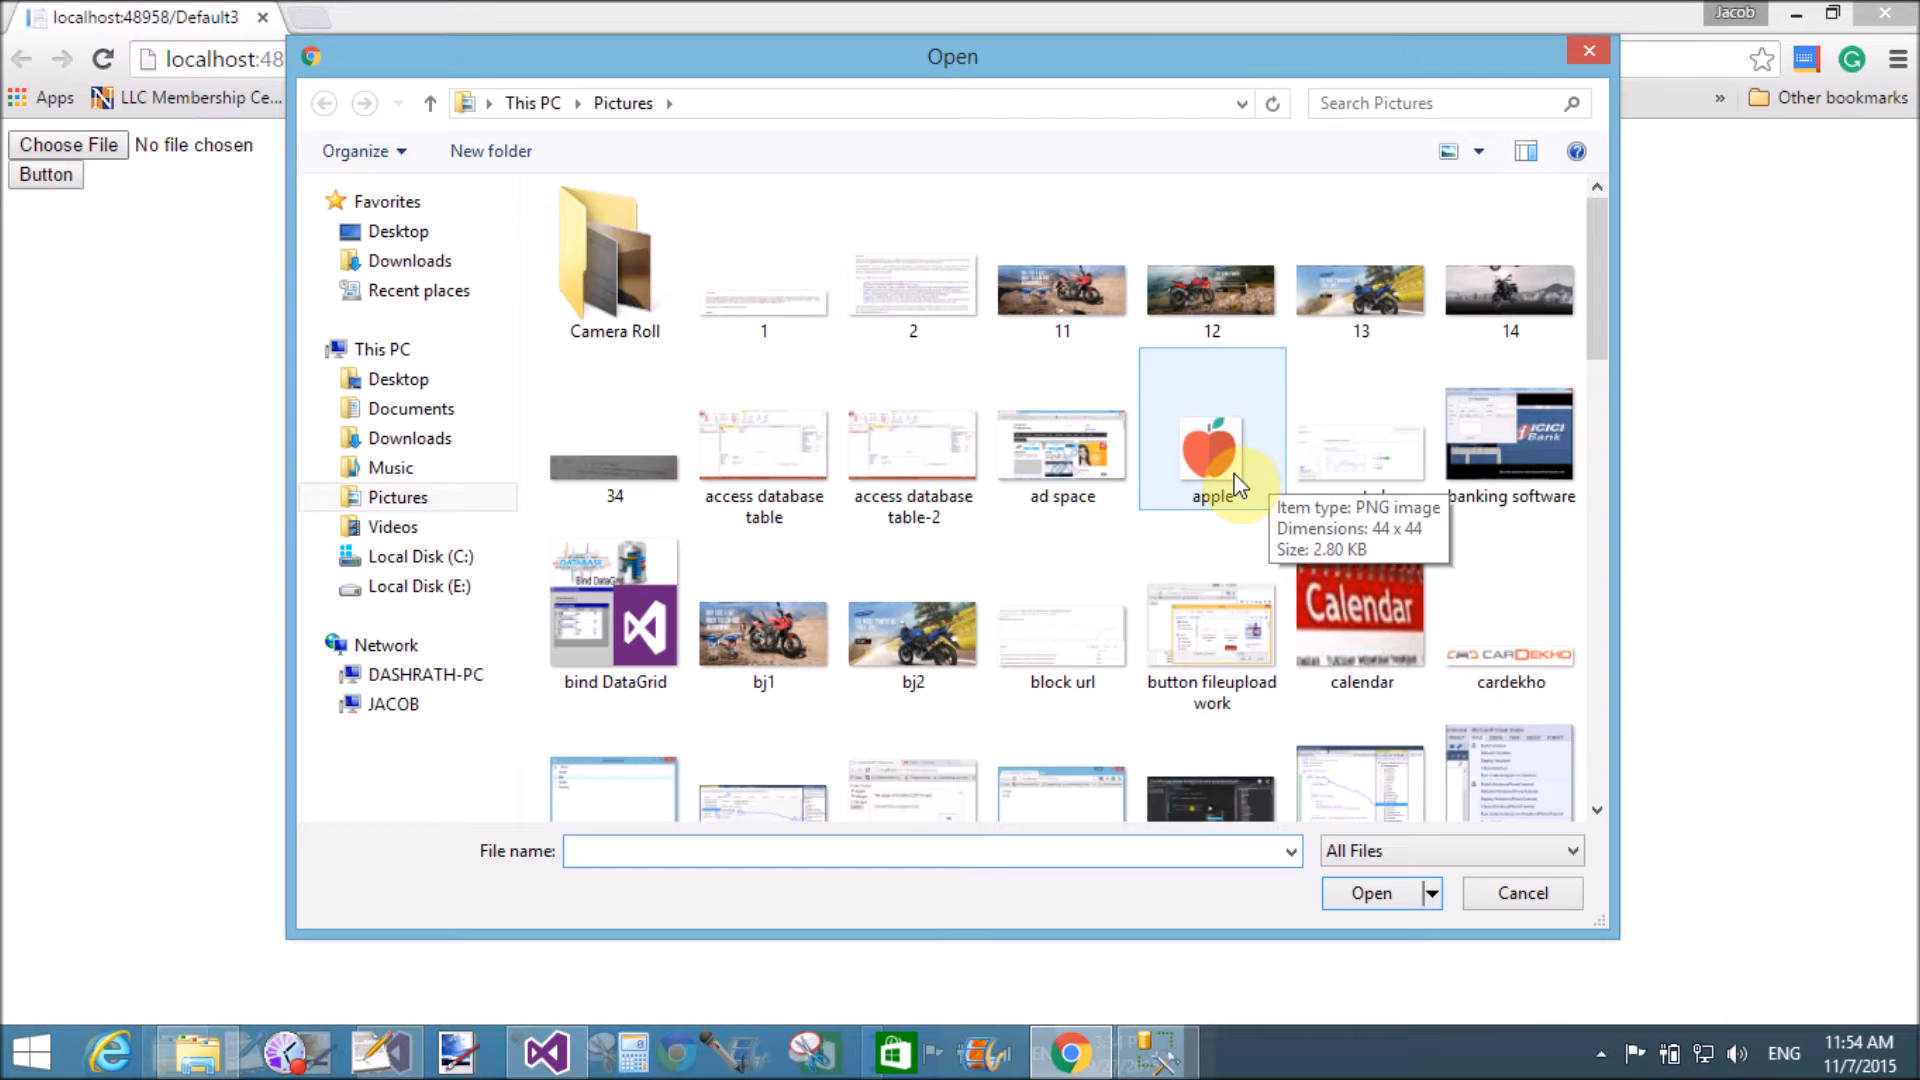 localhost:48958/Default3
Jacob
localhost:48
Apps
LLC Membership Ce...
Other bookmarks
Choose File
No file chosen
Button
Open
This PC
Pictures
Search Pictures
Organize
New folder
Favorites
Desktop
Downloads
Recent places
This PC
Desktop
Documents
Downloads
Music
Pictures
Videos
Local Disk (C:)
Local Disk (E:)
Network
DASHRATH-PC
JACOB
Camera Roll
1
2
11
12
13
14
34
access database
table
access database
table-2
ad space
apple
banking software
ICICI
Bank
Item type: PNG image
Dimensions: 44 x 44
Size: 2.80 KB
Bind DataGrid
Calendar
CARDEKHO
bind DataGrid
bj1
bj2
block url
button fileupload
work
calendar
cardekho
File name:
All Files
Open
Cancel
ENG
11:54 AM
11/7/2015